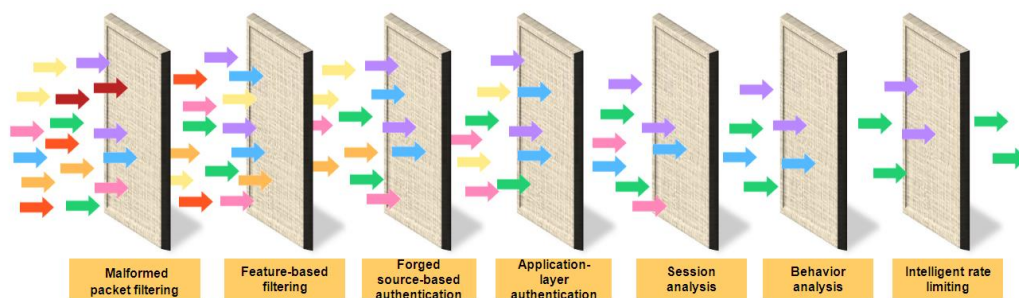 Malformed
packet filtering
Feature-based
filtering
Forged
source-based
authentication
Application-
layer
authentication
Session
analysis
Behavior
analysis
Intelligent rate
limiting